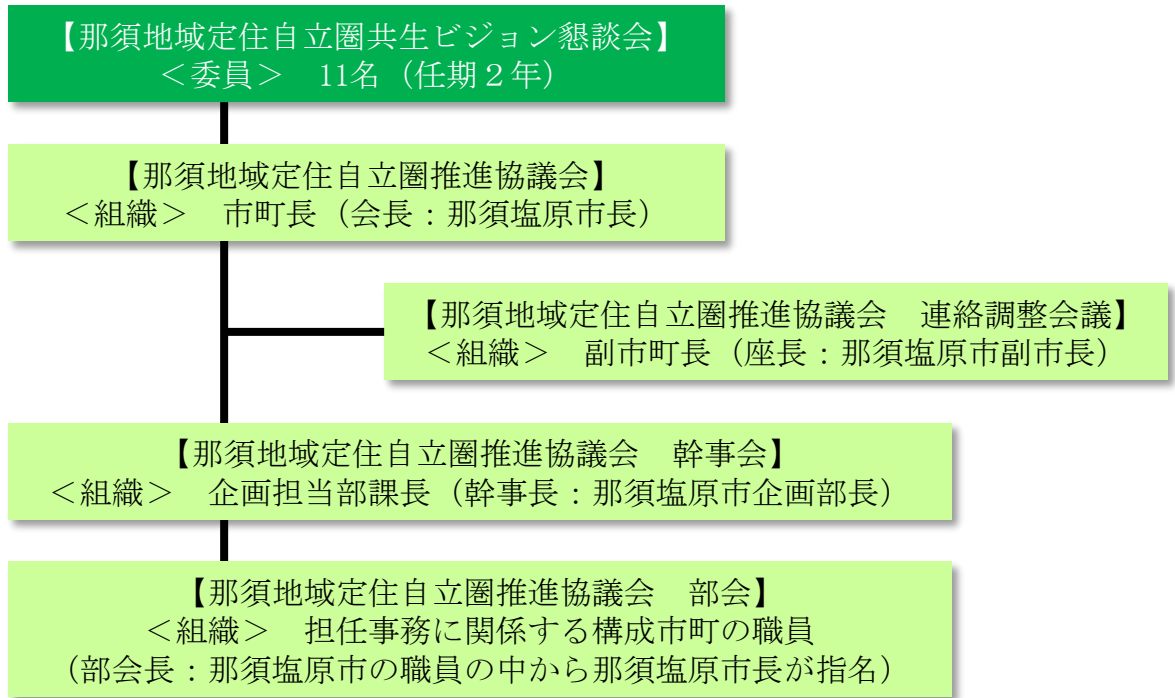 【那須地域定住自立圏共生ビジョン懇談会】
＜委員＞　11名（任期２年）
【那須地域定住自立圏推進協議会】
＜組織＞　市町長（会長：那須塩原市長）
【那須地域定住自立圏推進協議会　連絡調整会議】
＜組織＞　副市町長（座長：那須塩原市副市長）
【那須地域定住自立圏推進協議会　幹事会】
＜組織＞　企画担当部課長（幹事長：那須塩原市企画部長）
【那須地域定住自立圏推進協議会　部会】
＜組織＞　担任事務に関係する構成市町の職員
（部会長：那須塩原市の職員の中から那須塩原市長が指名）